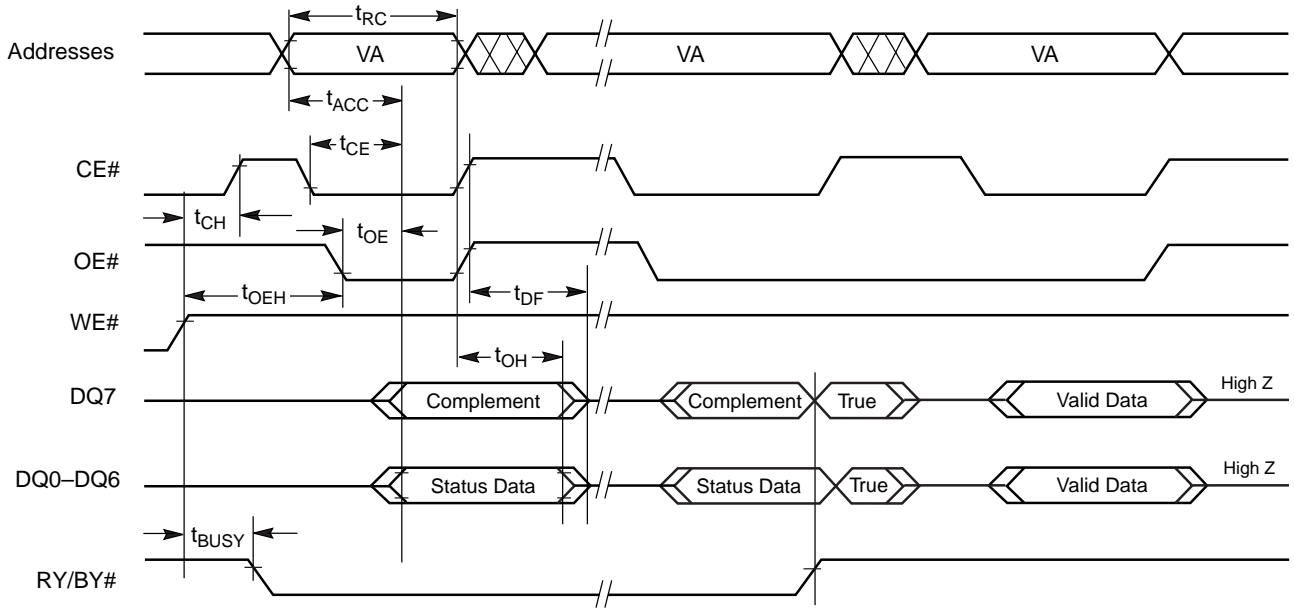 tRC
Addresses VA VA VA
tACC
tCE
CE#
tCH tOE
OE#
tOEH tDF
WE#
tOH
DQ7 Complement Complement True Valid Data High Z
DQ0–DQ6 Status Data Status Data True Valid Data High Z
tBUSY
RY/BY#